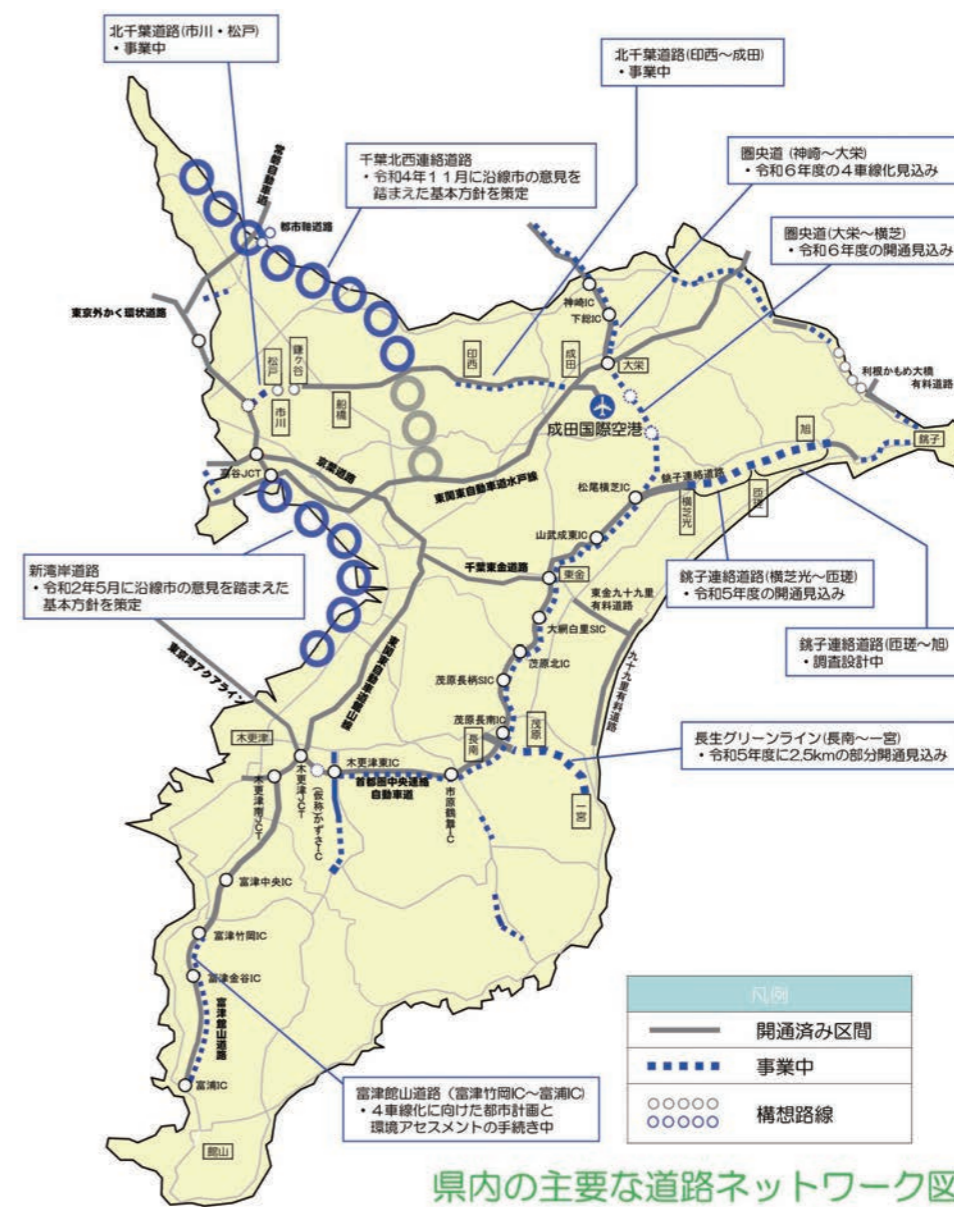 北千葉道路(市川・松戸)
・事業中
北千葉道路(印西～成田)
・事業中
千葉北西連絡道路
・令和4年11月に沿線市の意見を
踏まえた基本方針を策定
圏央道(神崎～大栄)
・令和6年度の4車線化見込み
圏央道(大栄～横芝)
・令和6年度の開通見込み
常磐自動車道
都市軸道路
東京外かく環状道路
神崎IC
下総IC
松戸
鎌ヶ谷
印西
成田
大栄
利根かもめ大橋
有料道路
市川
船橋
成田国際空港
旭
銚子
高谷JCT
京葉道路
東関東自動車道水戸線
銚子連絡道路
松尾横芝IC
横芝光
匝瑳
山武成東IC
新湾岸道路
・令和2年5月に沿線市の意見を踏まえた
基本方針を策定
千葉東金道路
東金
東金九十九里
有料道路
銚子連絡道路(横芝光～匝瑳)
・令和5年度の開通見込み
大網白里SIC
銚子連絡道路(匝瑳～旭)
・調査設計中
東京湾アクアライン
東関東自動車道館山線
茂原北IC
茂原長柄SIC
九十九里有料道路
茂原長南IC
茂原
長南
長生グリーンライン(長南～一宮)
・令和5年度に2.5kmの部分開通見込み
木更津
木更津東IC
首都圏中央連絡
自動車道
木更津JCT
木更津南JCT
(仮称)かずさIC
市原鶴舞IC
一宮
富津中央IC
富津竹岡IC
富津金谷IC
富津館山道路
富浦IC
館山
富津館山道路(富津竹岡IC～富浦IC)
・4車線化に向けた都市計画と
環境アセスメントの手続き中
凡例
開通済み区間
事業中
構想路線
県内の主要な道路ネットワーク図